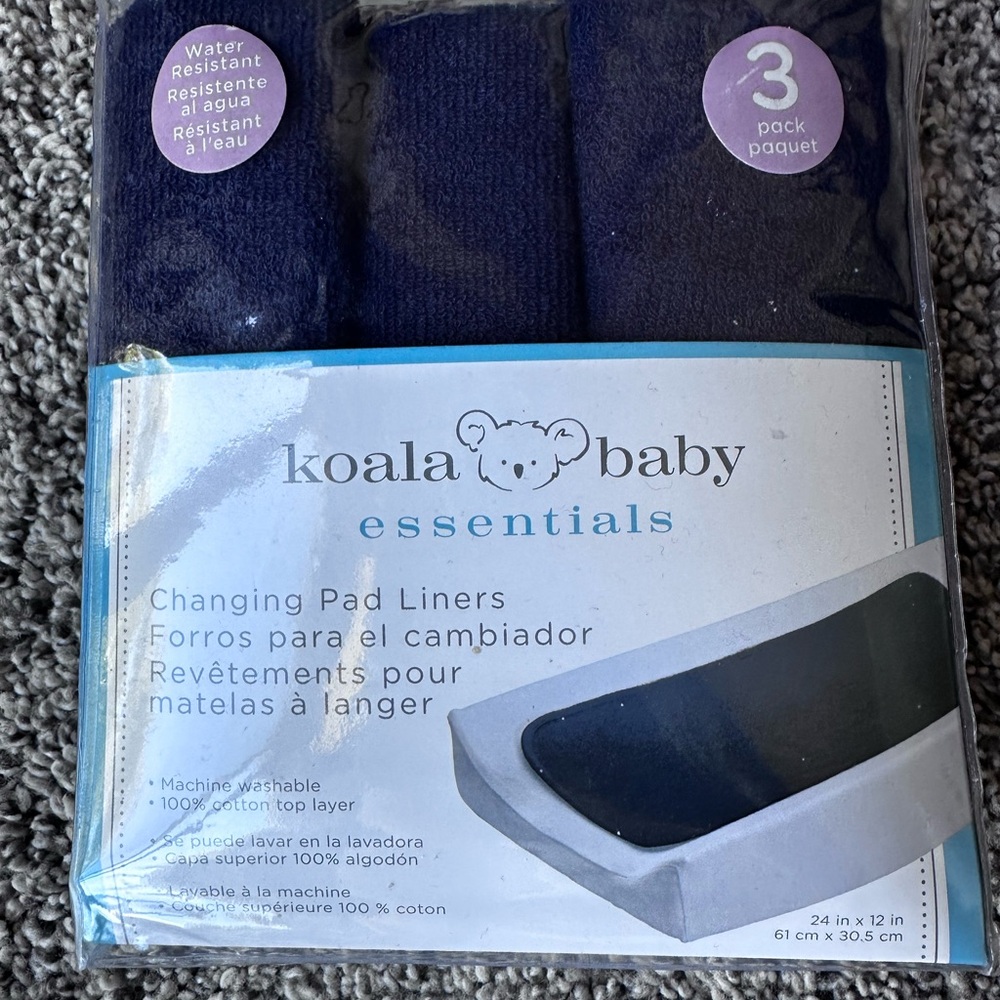 Water
Resistant
Resistente
al agua
Résistant
à l'eau
3
pack
paquet
koala baby
essentials
Changing Pad Liners
Forros para el cambiador
Revêtements pour
matelas à langer
• Machine washable
• 100% cotton top layer
• Se puede lavar en la lavadora
• Capa superior 100% algodón
• Lavable à la machine
• Couche supérieure 100 % coton
24 in x 12 in
61 cm x 30.5 cm